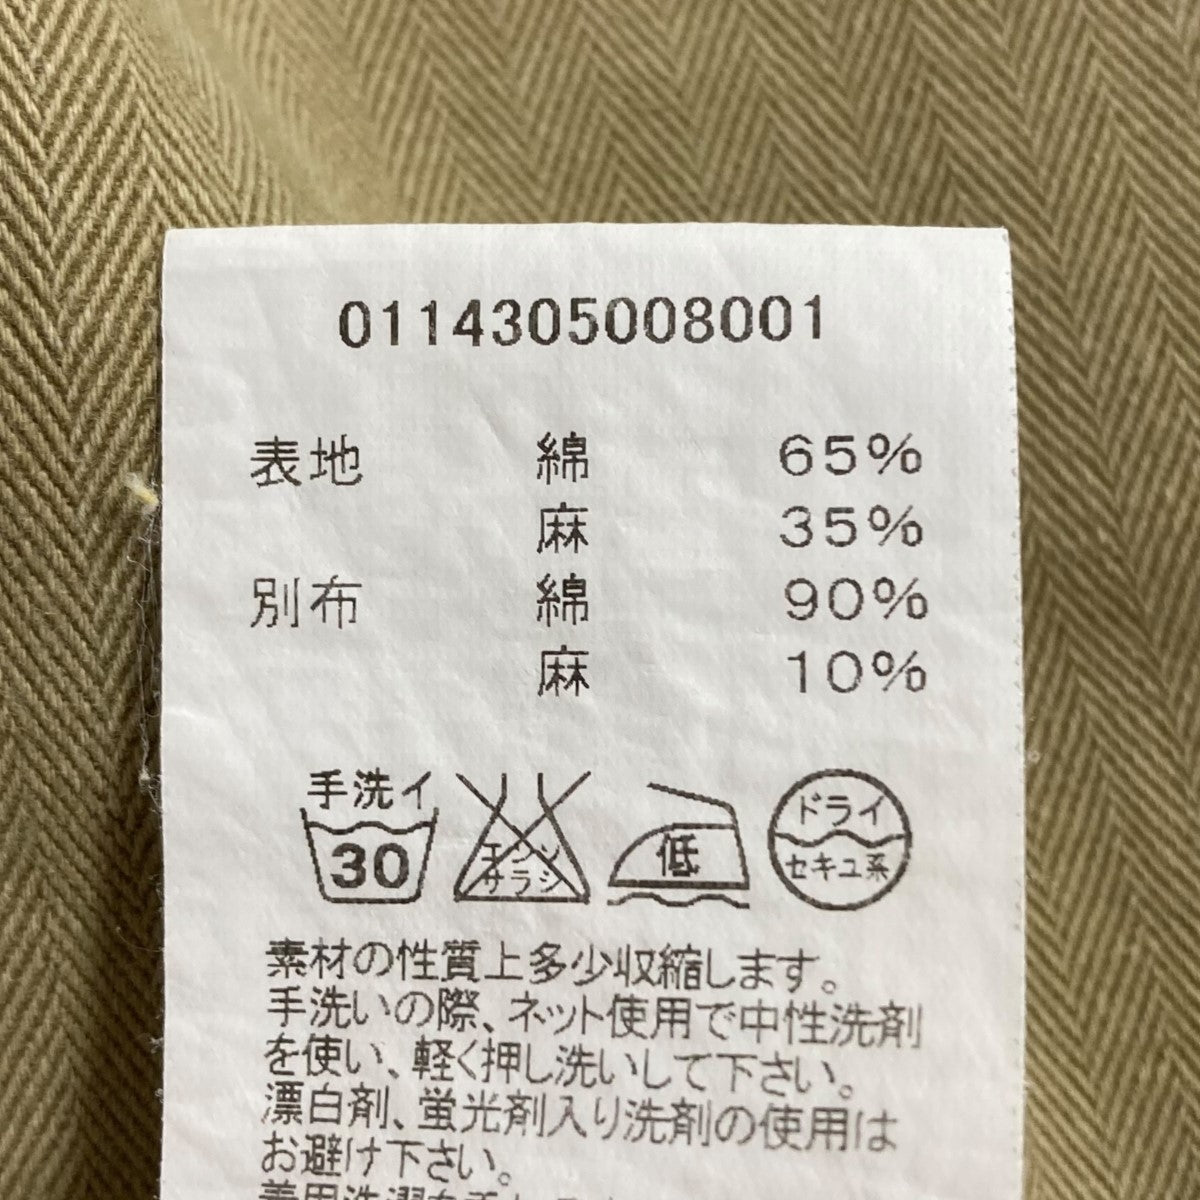 0114305008001
表地 綿 65%
麻 35%
別布 綿 90%
麻 10%
手洗イ
30
エンソ
サラシ
低
ドライ
セキユ系
素材の性質上多少収縮します。
手洗いの際、ネット使用で中性洗剤
を使い、軽く押し洗いして下さい。
漂白剤、蛍光剤入り洗剤の使用は
お避け下さい。